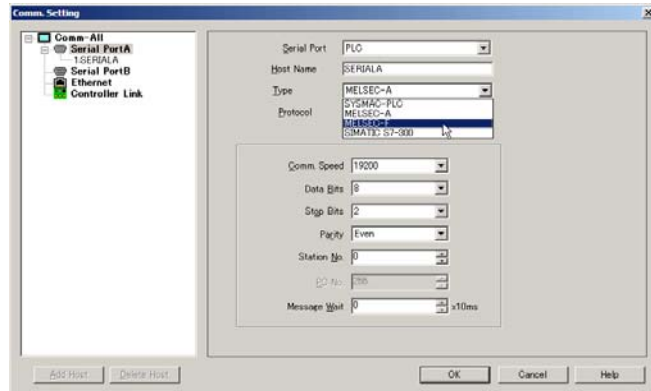 Comm. Setting
Comm-All
Serial PortA
1:SERIALA
Serial PortB
Ethernet
Controller Link
Serial Port PLC
Host Name SERIALA
Type MELSEC-A
SYSMAC-PLC
MELSEC-A
MELSEC-F
SIMATIC S7-300
Protocol
Comm. Speed 19200
Data Bits 8
Stop Bits 2
Parity Even
Station No. 0
Message Wait 0 x10ms
Add Host Delete Host OK Cancel Help